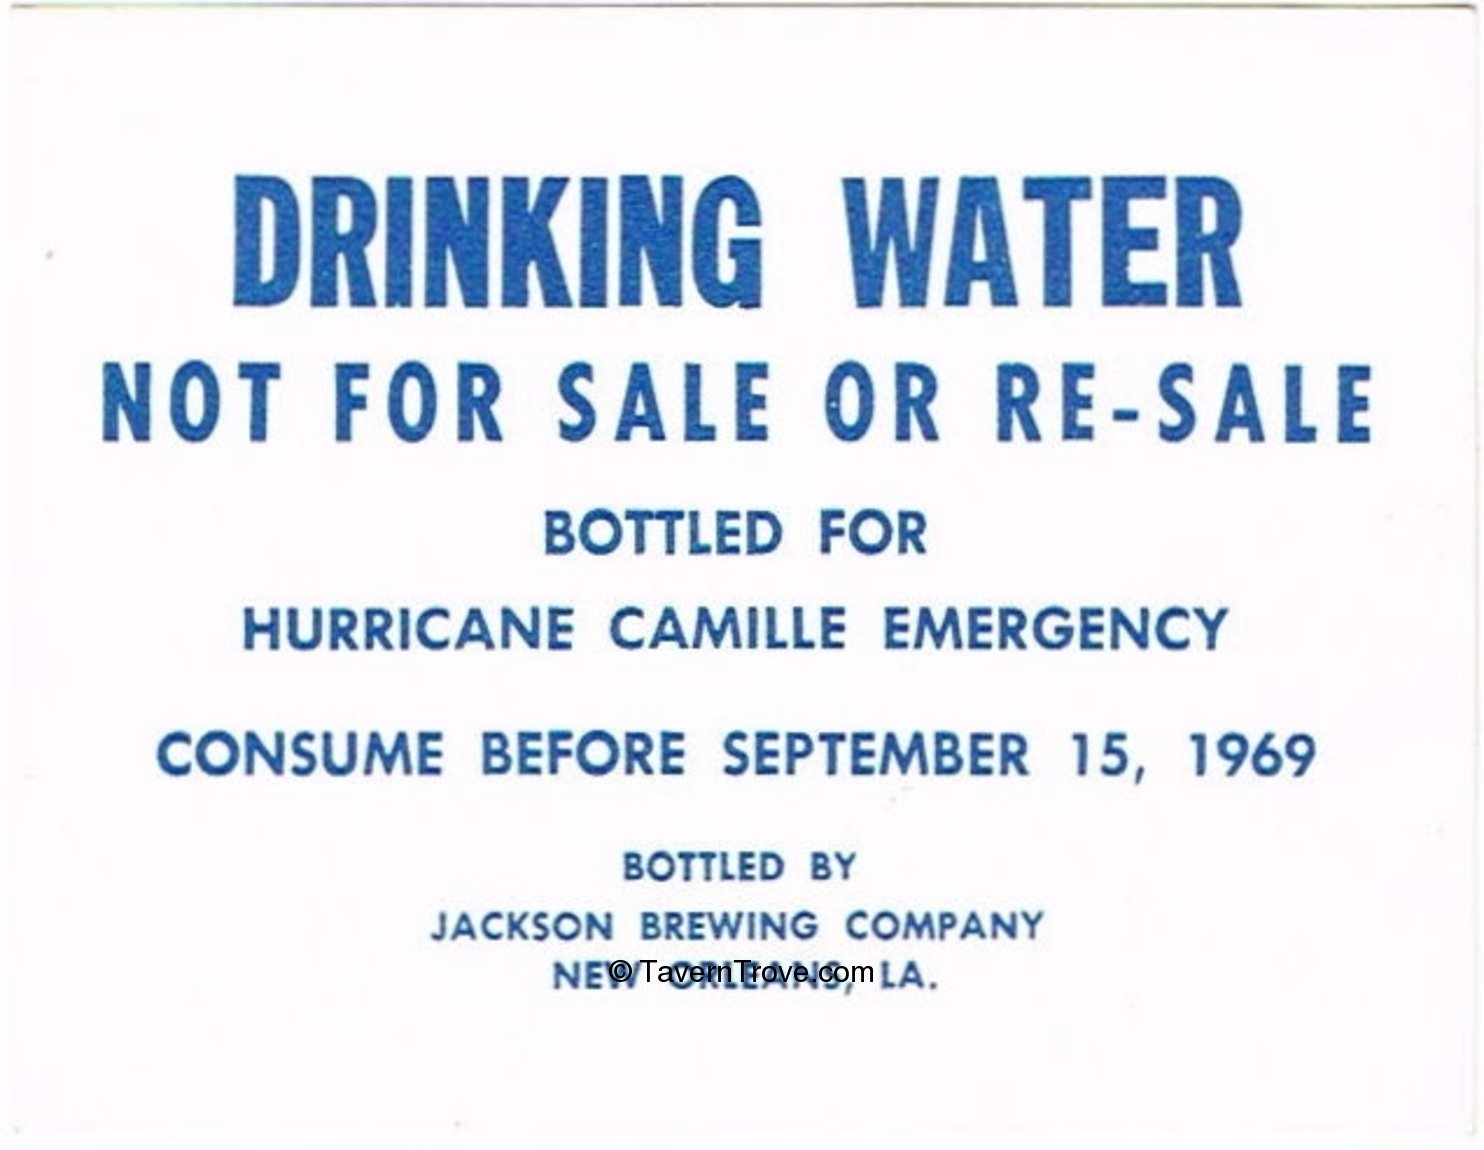 DRINKING WATER
NOT FOR SALE OR RE-SALE
BOTTLED FOR
HURRICANE CAMILLE EMERGENCY
CONSUME BEFORE SEPTEMBER 15, 1969
BOTTLED BY
JACKSON BREWING COMPANY
NEW ORLEANS, LA.
© TavernTrove.com